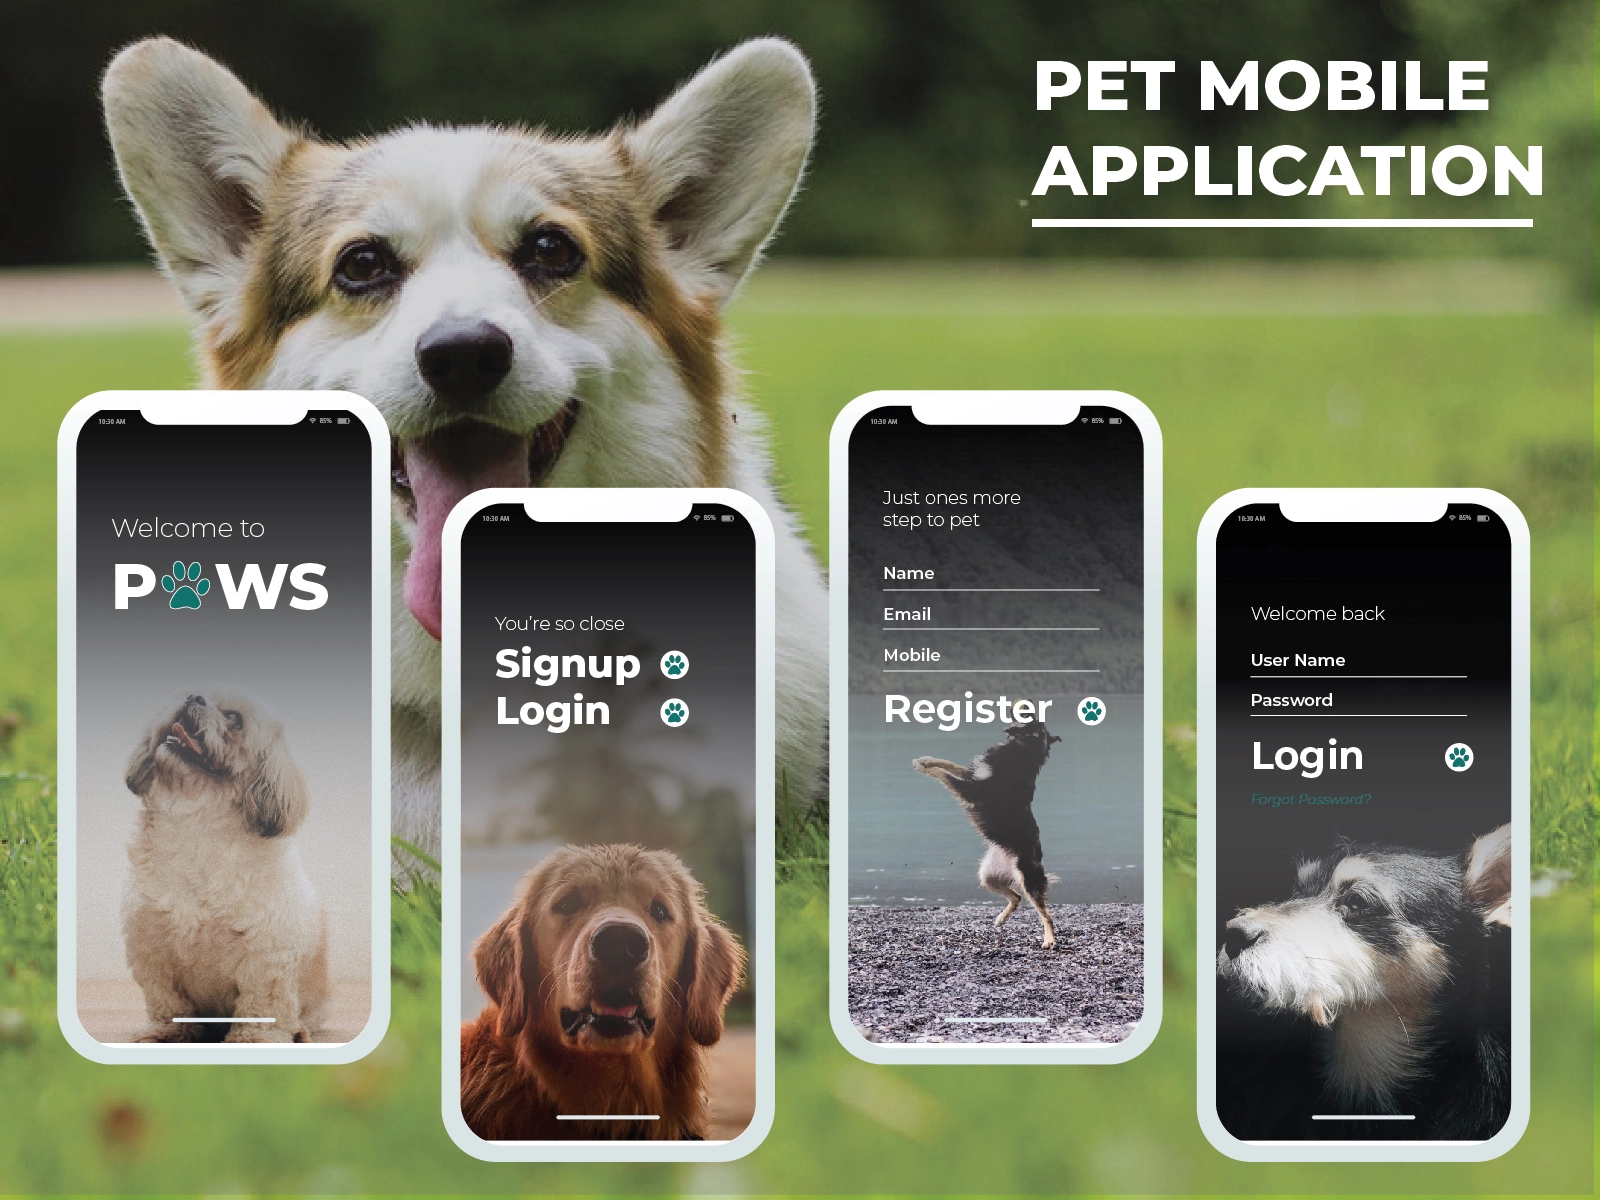 PET MOBILE
APPLICATION
10:30 AM 85%
Welcome to
PWS
10:30 AM 85%
You're so close
Signup
Login
10:30 AM 85%
Just ones more
step to pet
Name
Email
Mobile
Register
10:30 AM 85%
Welcome back
User Name
Password
Login
Forgot Password?